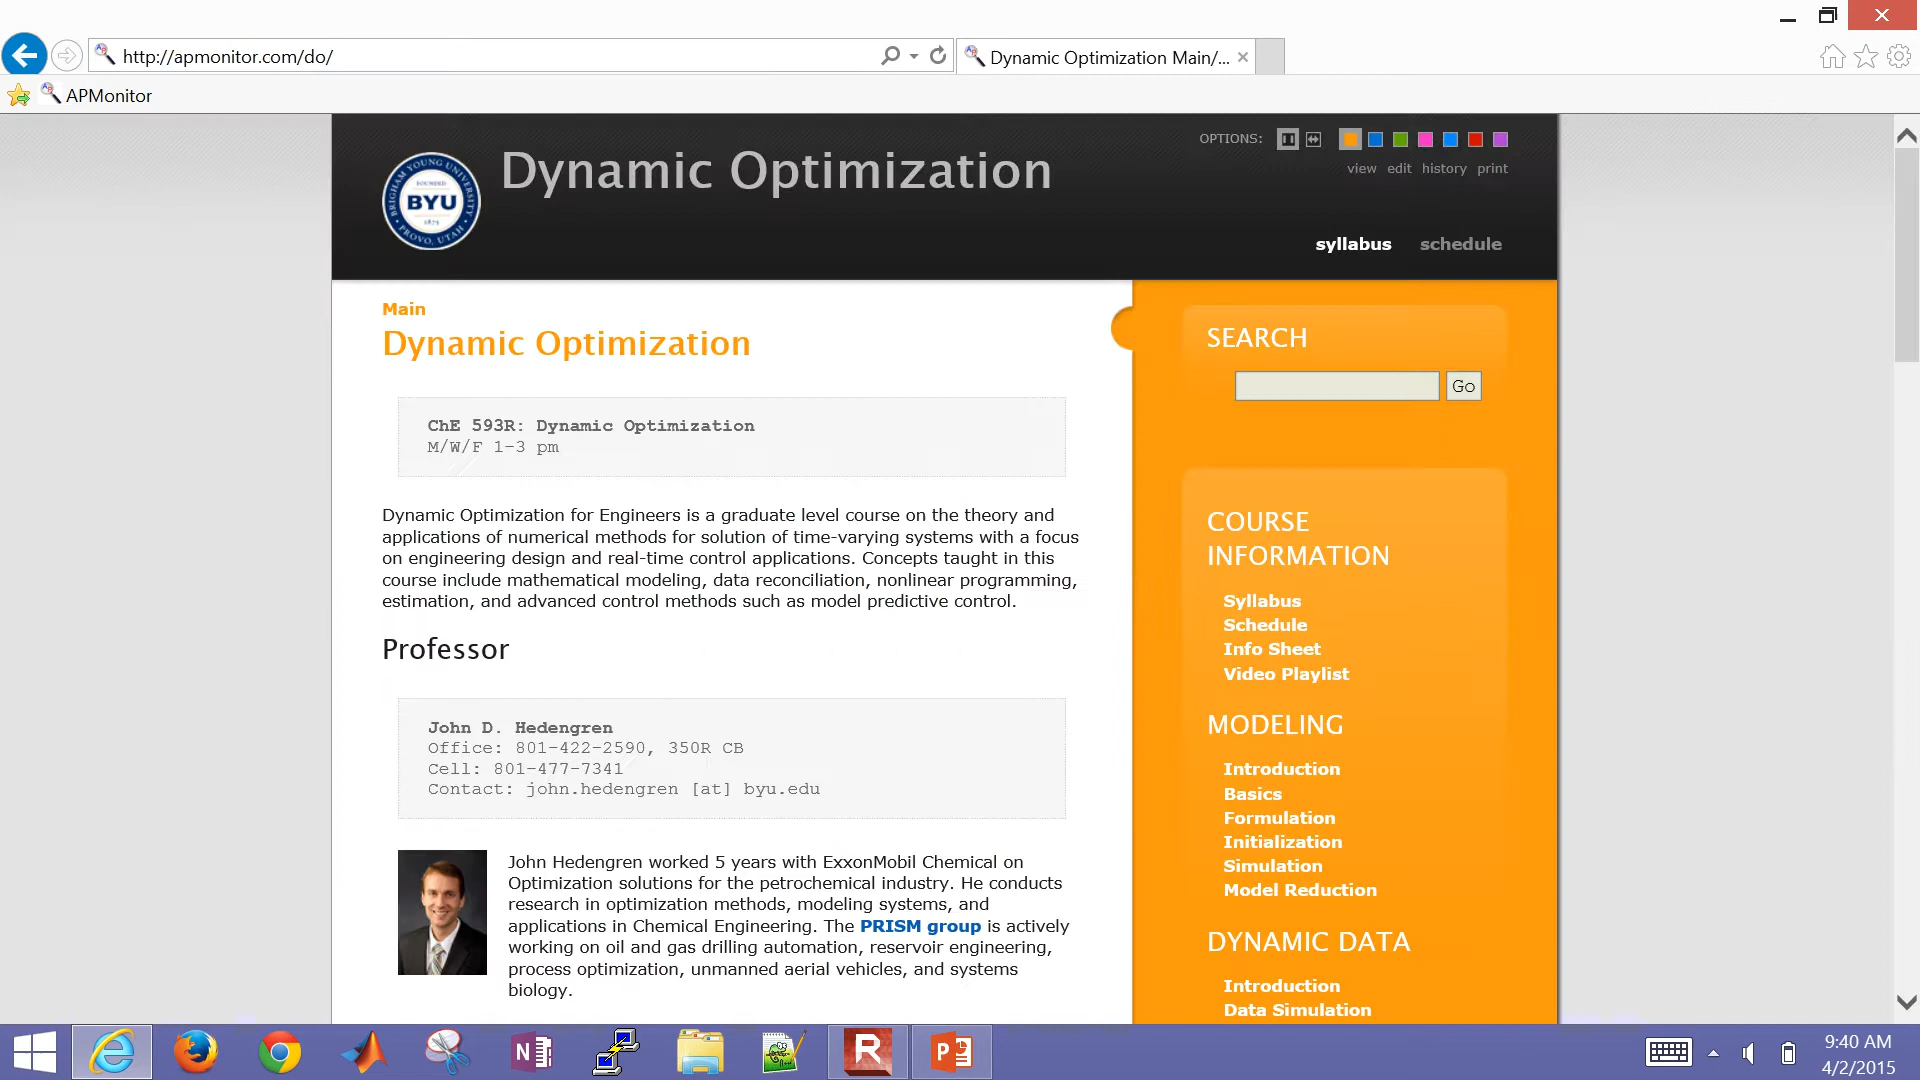 http://apmonitor.com/do/
Dynamic Optimization Main/...
APMonitor
OPTIONS:
view edit history print
BRIGHAM YOUNG UNIVERSITY
FOUNDED
BYU
1875
PROVO, UTAH
Dynamic Optimization
syllabus schedule
Main
Dynamic Optimization
ChE 593R: Dynamic Optimization
M/W/F 1-3 pm
Dynamic Optimization for Engineers is a graduate level course on the theory and
applications of numerical methods for solution of time-varying systems with a focus
on engineering design and real-time control applications. Concepts taught in this
course include mathematical modeling, data reconciliation, nonlinear programming,
estimation, and advanced control methods such as model predictive control.
Professor
John D. Hedengren
Office: 801-422-2590, 350R CB
Cell: 801-477-7341
Contact: john.hedengren [at] byu.edu
John Hedengren worked 5 years with ExxonMobil Chemical on
Optimization solutions for the petrochemical industry. He conducts
research in optimization methods, modeling systems, and
applications in Chemical Engineering. The PRISM group is actively
working on oil and gas drilling automation, reservoir engineering,
process optimization, unmanned aerial vehicles, and systems
biology.
SEARCH
Go
COURSE
INFORMATION
Syllabus
Schedule
Info Sheet
Video Playlist
MODELING
Introduction
Basics
Formulation
Initialization
Simulation
Model Reduction
DYNAMIC DATA
Introduction
Data Simulation
N
R
P
9:40 AM
4/2/2015